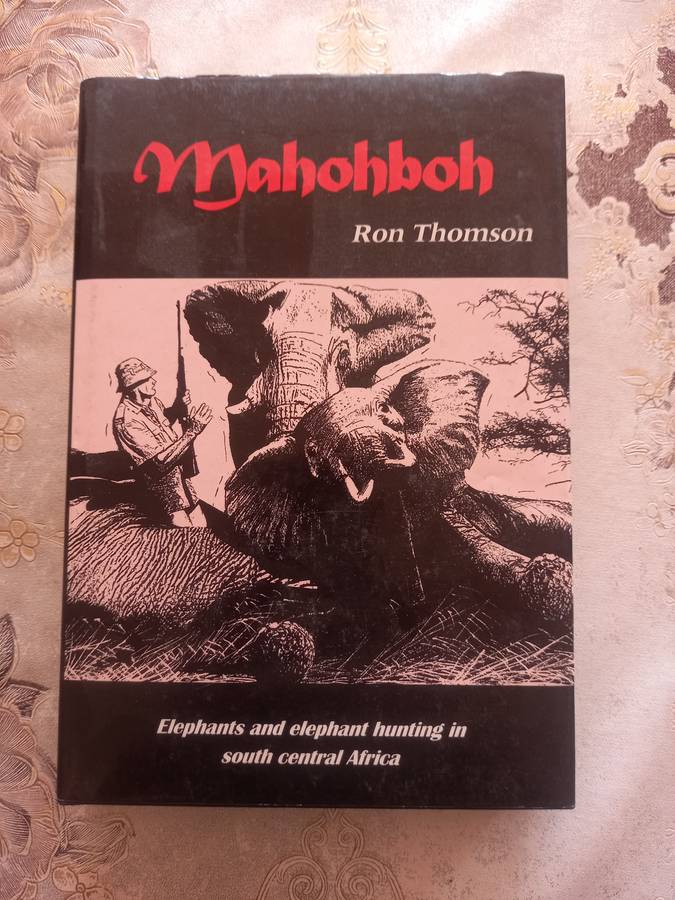 Mahohboh
Ron Thomson
Elephants and elephant hunting in
south central Africa